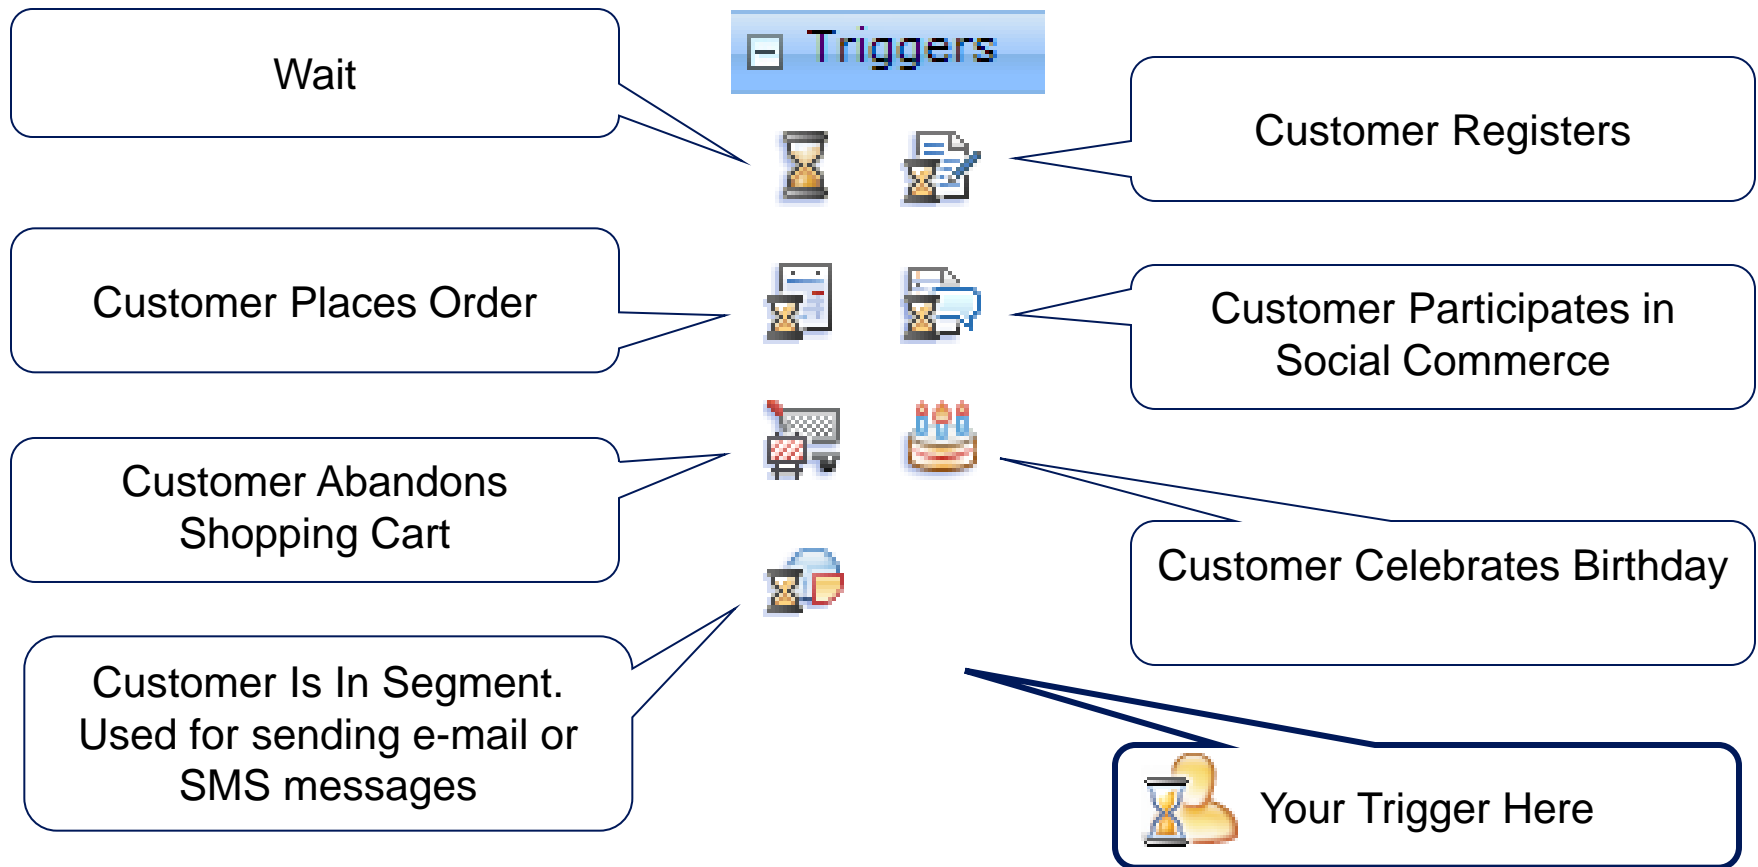 Triggers
Wait
Customer Registers
Customer Places Order
Customer Participates in
Social Commerce
Customer Abandons
Shopping Cart
Customer Celebrates Birthday
Customer Is In Segment.
Used for sending e-mail or
SMS messages
Your Trigger Here